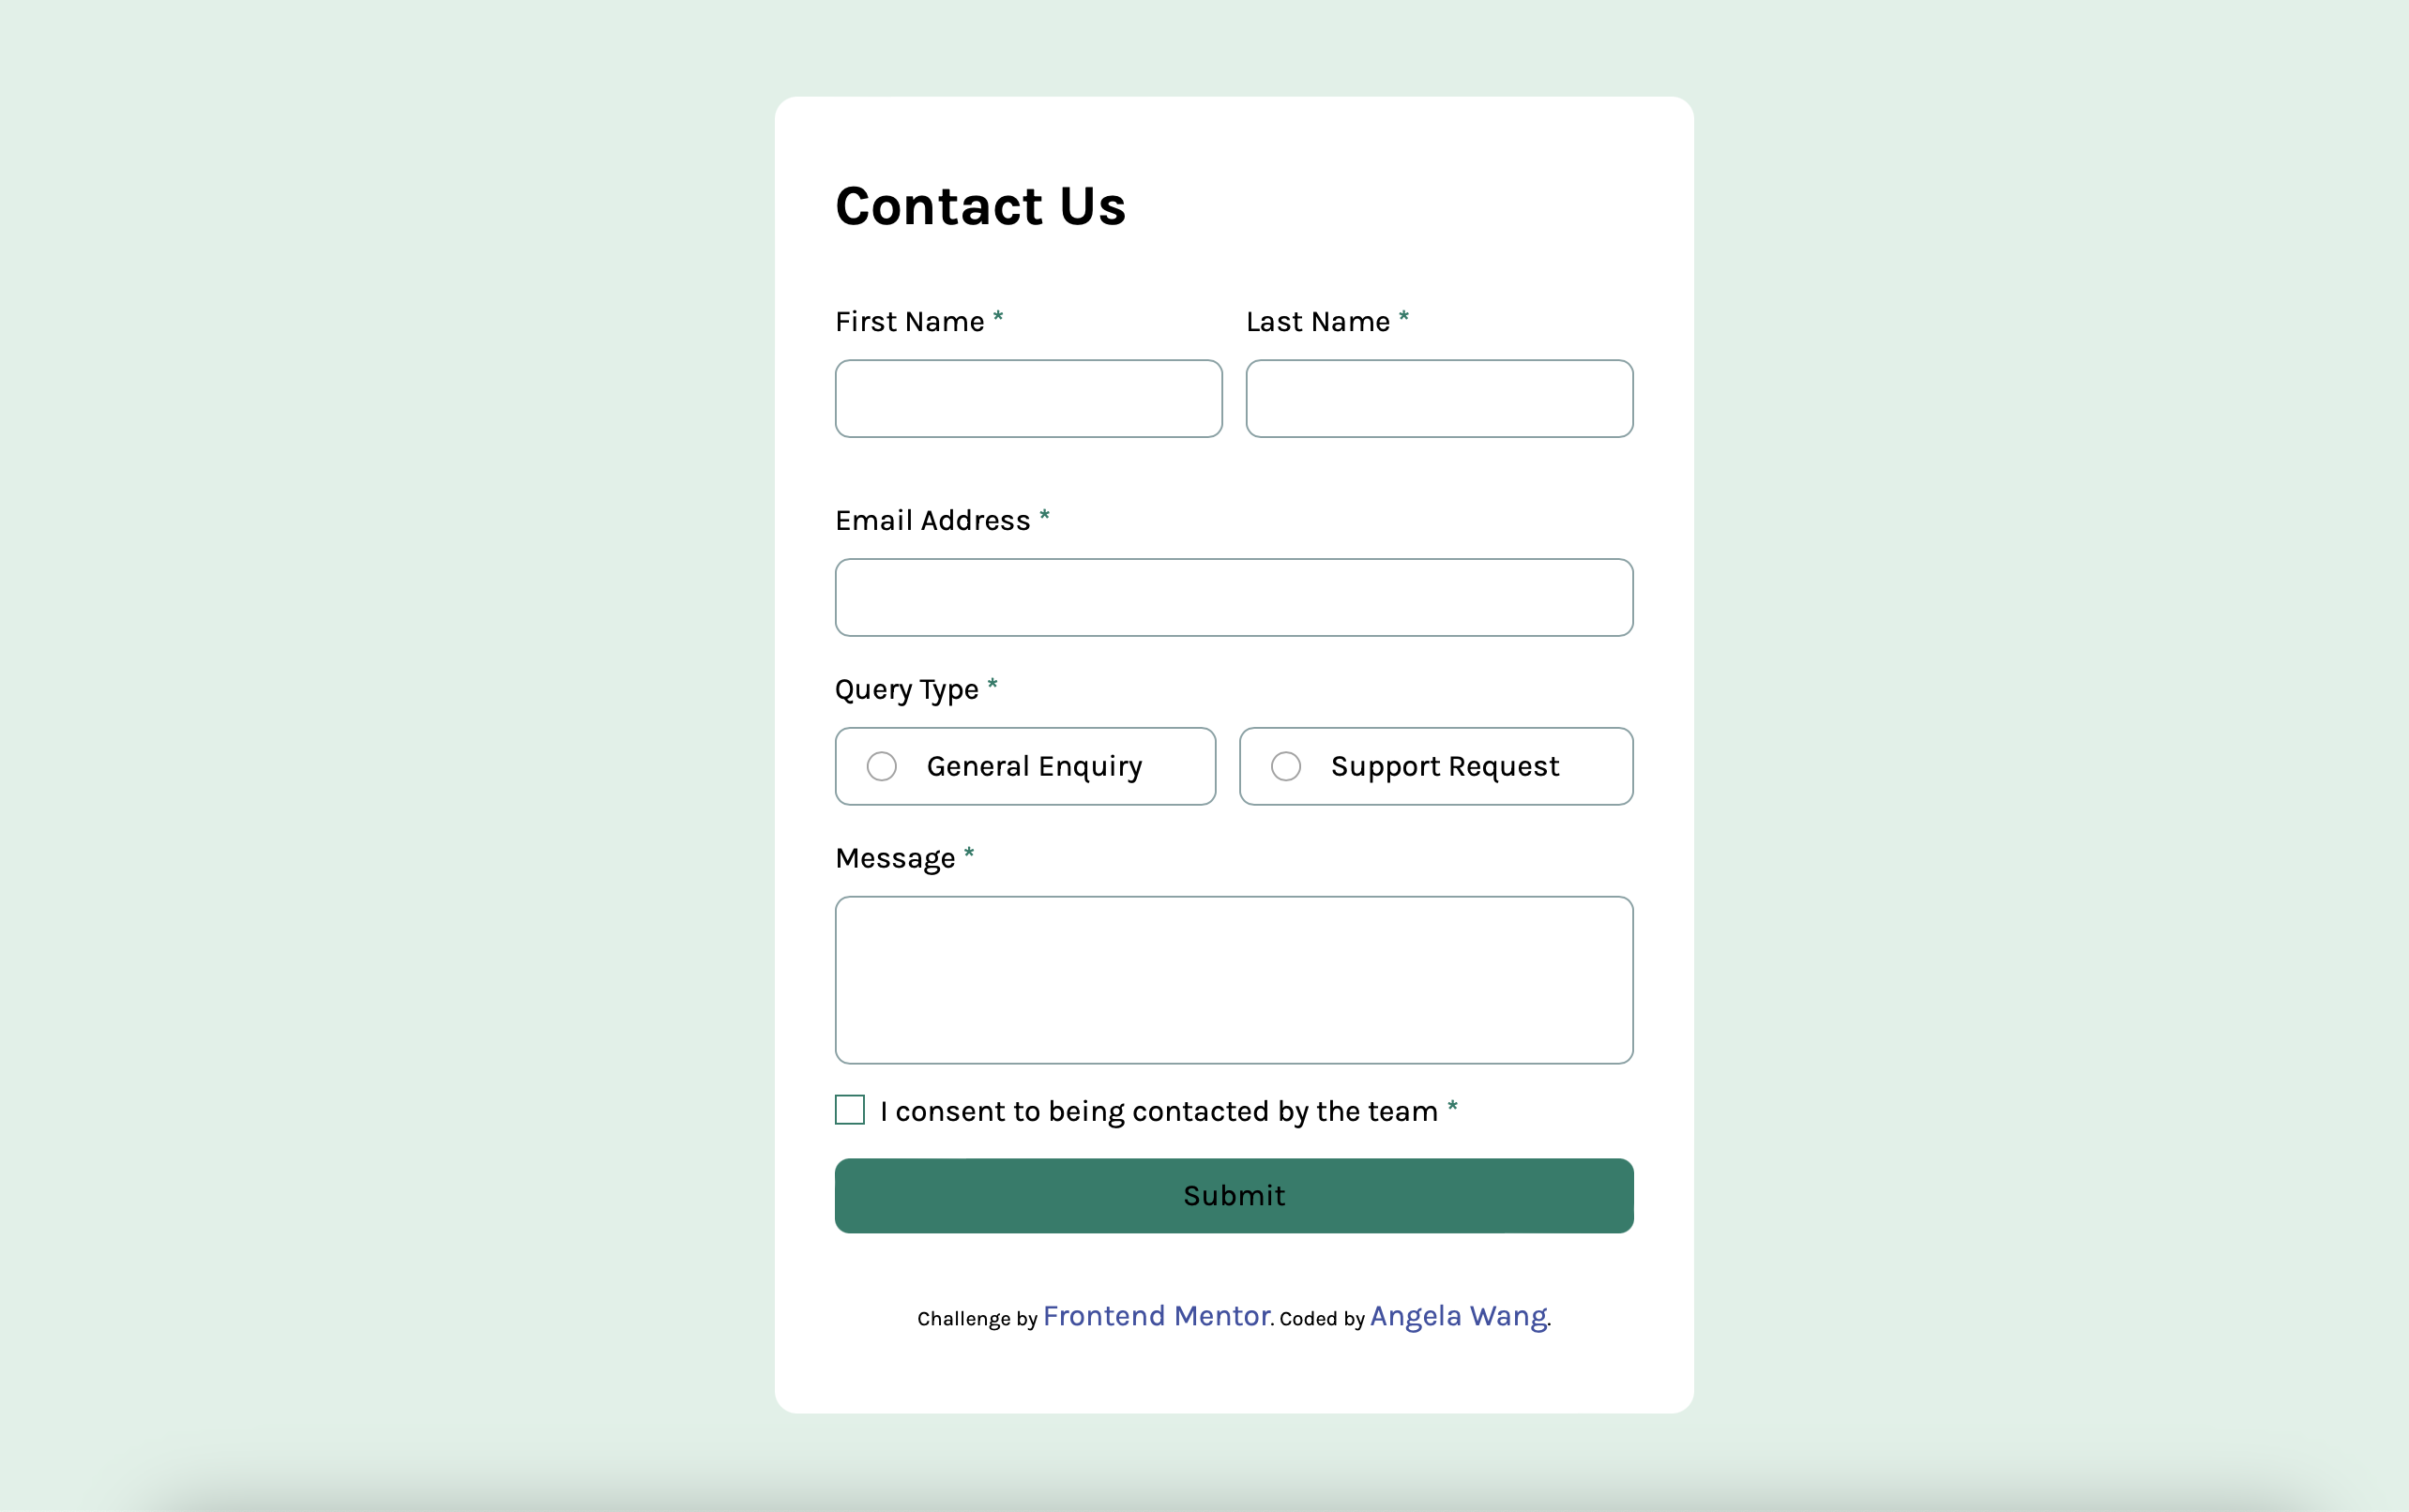 Contact Us
First Name * Last Name *
Email Address *
Query Type *
General Enquiry Support Request
Message *
I consent to being contacted by the team *
Submit
Challenge by Frontend Mentor. Coded by Angela Wang.